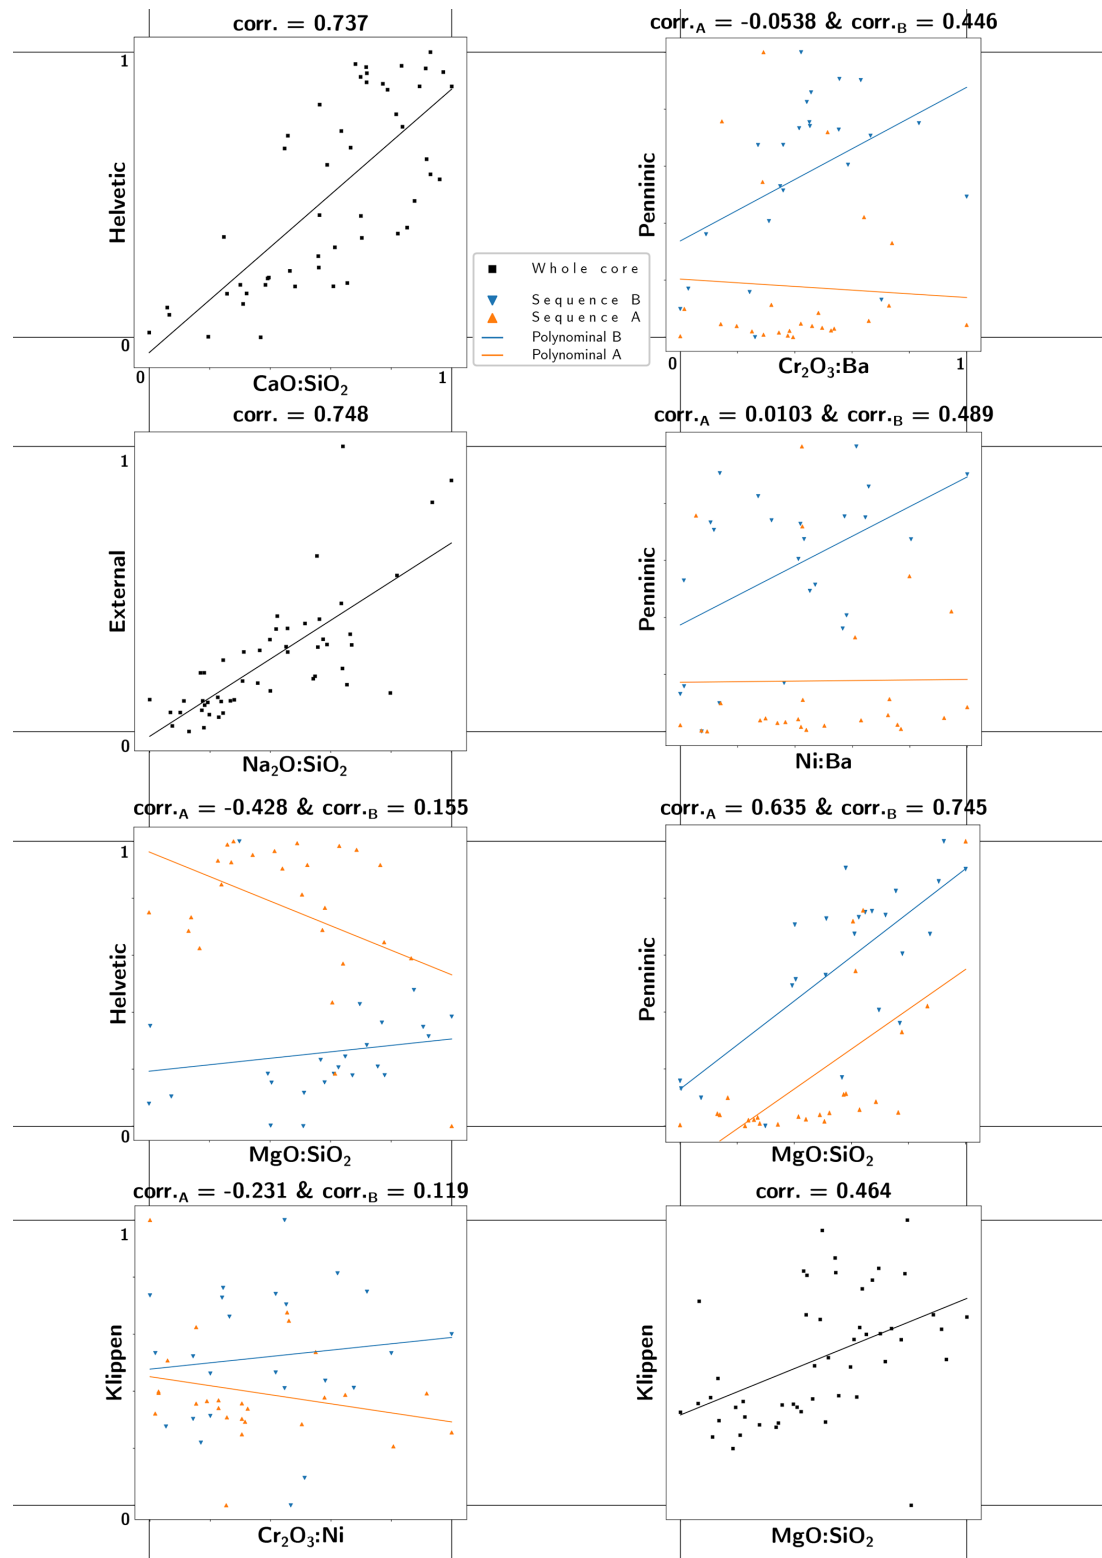 corr. = 0.737
corr.A = -0.0538 & corr.B = 0.446
1
Helvetic
0
0
1
CaO:SiO2
Penninic
0
1
Cr2O3:Ba
Whole core
Sequence B
Sequence A
Polynominal B
Polynominal A
corr. = 0.748
corr.A = 0.0103 & corr.B = 0.489
1
External
0
Na2O:SiO2
Penninic
Ni:Ba
corr.A = -0.428 & corr.B = 0.155
corr.A = 0.635 & corr.B = 0.745
1
Helvetic
0
MgO:SiO2
Penninic
MgO:SiO2
corr.A = -0.231 & corr.B = 0.119
corr. = 0.464
1
Klippen
0
Cr2O3:Ni
Klippen
MgO:SiO2